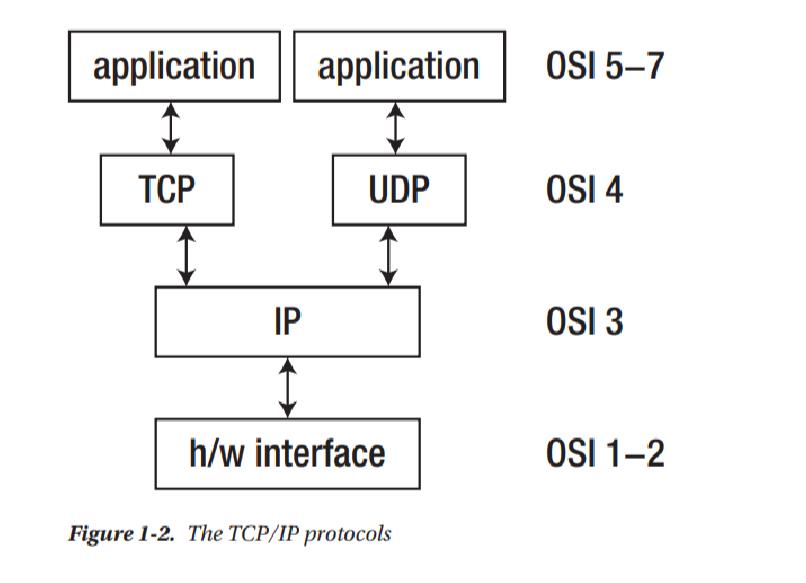 application application OSI 5–7
TCP UDP OSI 4
IP OSI 3
h/w interface OSI 1–2
Figure 1-2. The TCP/IP protocols